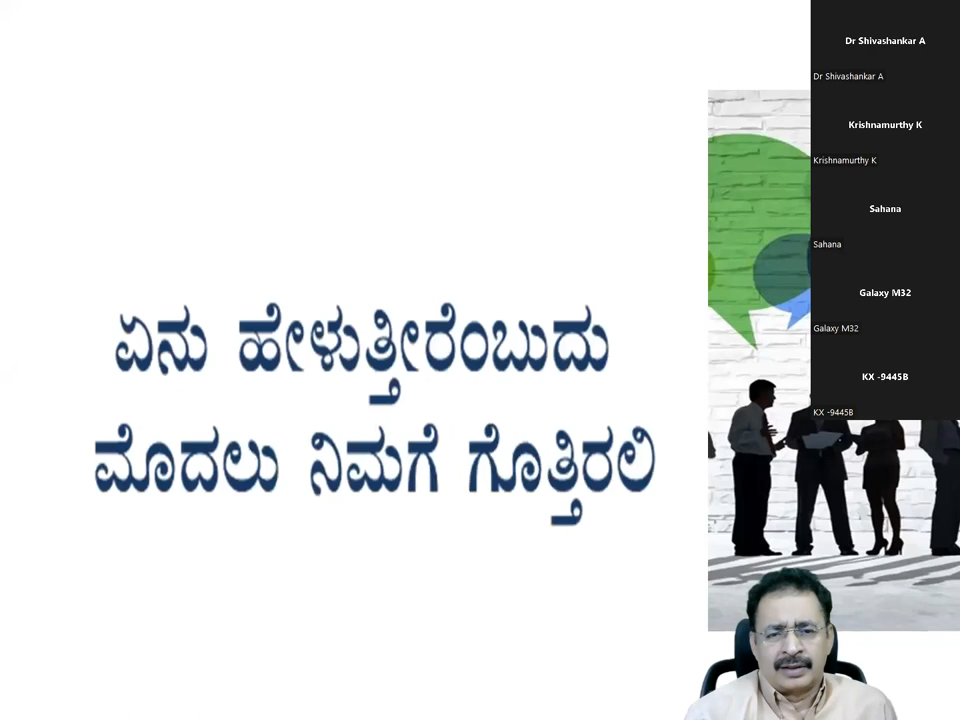 ಏನು ಹೇಳುತ್ತೀರೆಂಬುದು
ಮೊದಲು ನಿಮಗೆ ಗೊತ್ತಿರಲಿ
Dr Shivashankar A
Dr Shivashankar A
Krishnamurthy K
Krishnamurthy K
Sahana
Sahana
Galaxy M32
Galaxy M32
KX -9445B
KX -9445B